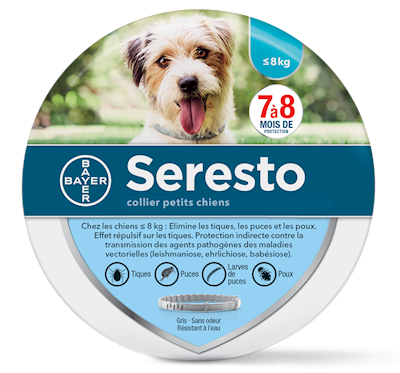 ≤8kg
7à8
MOIS DE
PROTECTION
BAYER
BAYER
Seresto
collier petits chiens
Chez les chiens ≤ 8 kg : Elimine les tiques, les puces et les poux.
Effet répulsif sur les tiques. Protection indirecte contre la
transmission des agents pathogènes des maladies
vectorielles (leishmaniose, ehrlichiose, babésiose).
Tiques
Puces
Larves
de
puces
Poux
Gris - Sans odeur
Résistant à l'eau